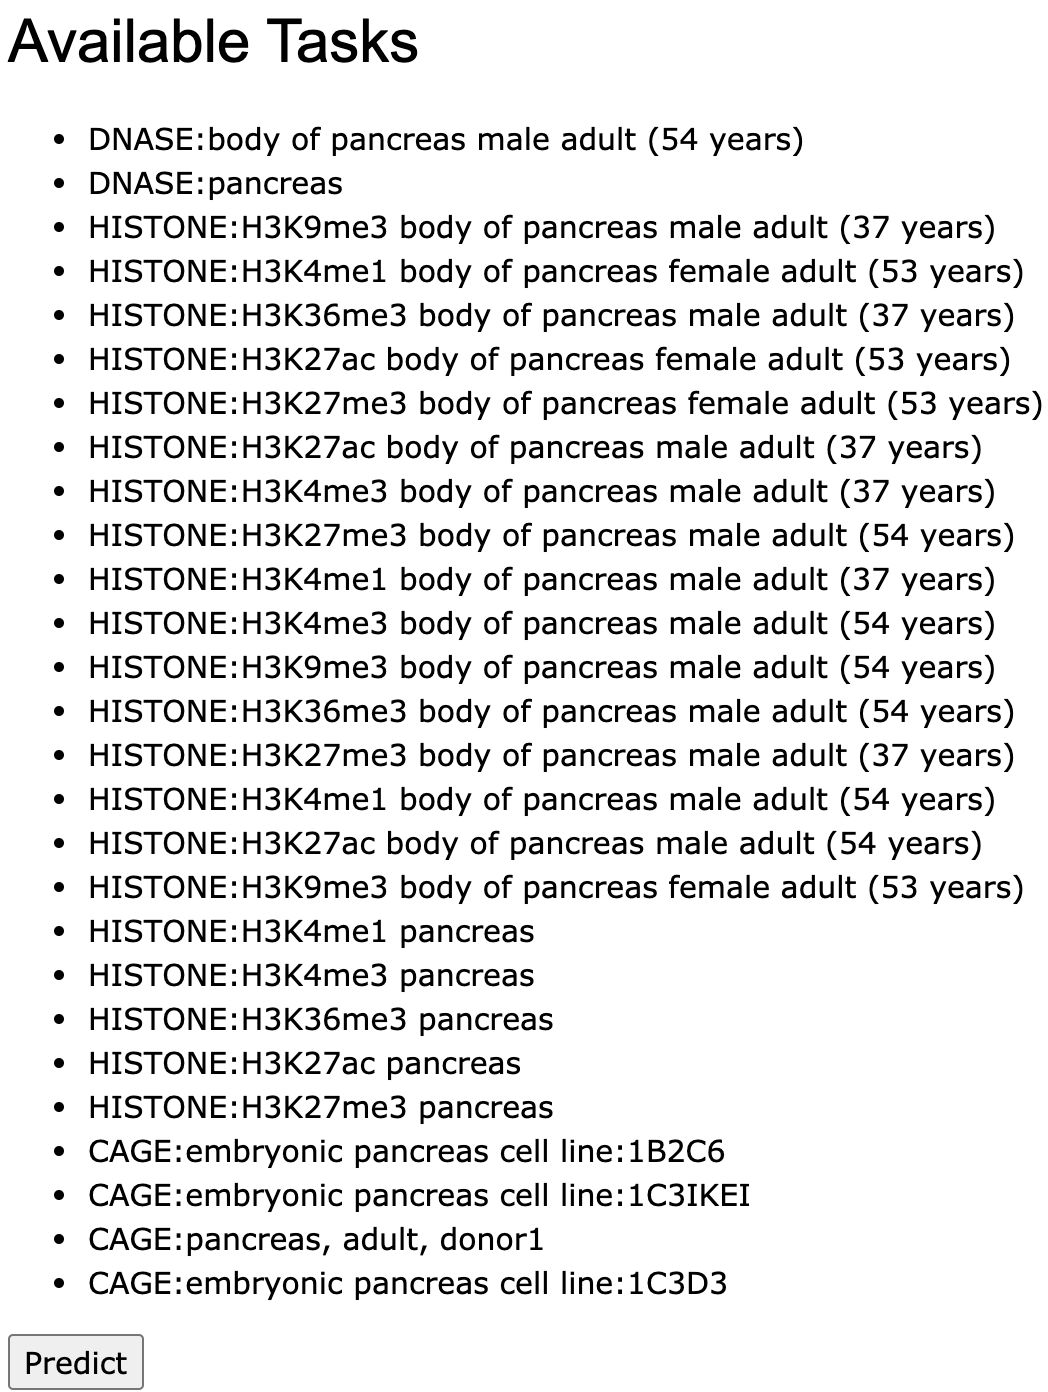 Available Tasks
• DNASE:body of pancreas male adult (54 years)
• DNASE:pancreas
• HISTONE:H3K9me3 body of pancreas male adult (37 years)
• HISTONE:H3K4me1 body of pancreas female adult (53 years)
• HISTONE:H3K36me3 body of pancreas male adult (37 years)
• HISTONE:H3K27ac body of pancreas female adult (53 years)
• HISTONE:H3K27me3 body of pancreas female adult (53 years)
• HISTONE:H3K27ac body of pancreas male adult (37 years)
• HISTONE:H3K4me3 body of pancreas male adult (37 years)
• HISTONE:H3K27me3 body of pancreas male adult (54 years)
• HISTONE:H3K4me1 body of pancreas male adult (37 years)
• HISTONE:H3K4me3 body of pancreas male adult (54 years)
• HISTONE:H3K9me3 body of pancreas male adult (54 years)
• HISTONE:H3K36me3 body of pancreas male adult (54 years)
• HISTONE:H3K27me3 body of pancreas male adult (37 years)
• HISTONE:H3K4me1 body of pancreas male adult (54 years)
• HISTONE:H3K27ac body of pancreas male adult (54 years)
• HISTONE:H3K9me3 body of pancreas female adult (53 years)
• HISTONE:H3K4me1 pancreas
• HISTONE:H3K4me3 pancreas
• HISTONE:H3K36me3 pancreas
• HISTONE:H3K27ac pancreas
• HISTONE:H3K27me3 pancreas
• CAGE:embryonic pancreas cell line:1B2C6
• CAGE:embryonic pancreas cell line:1C3IKEI
• CAGE:pancreas, adult, donor1
• CAGE:embryonic pancreas cell line:1C3D3
Predict